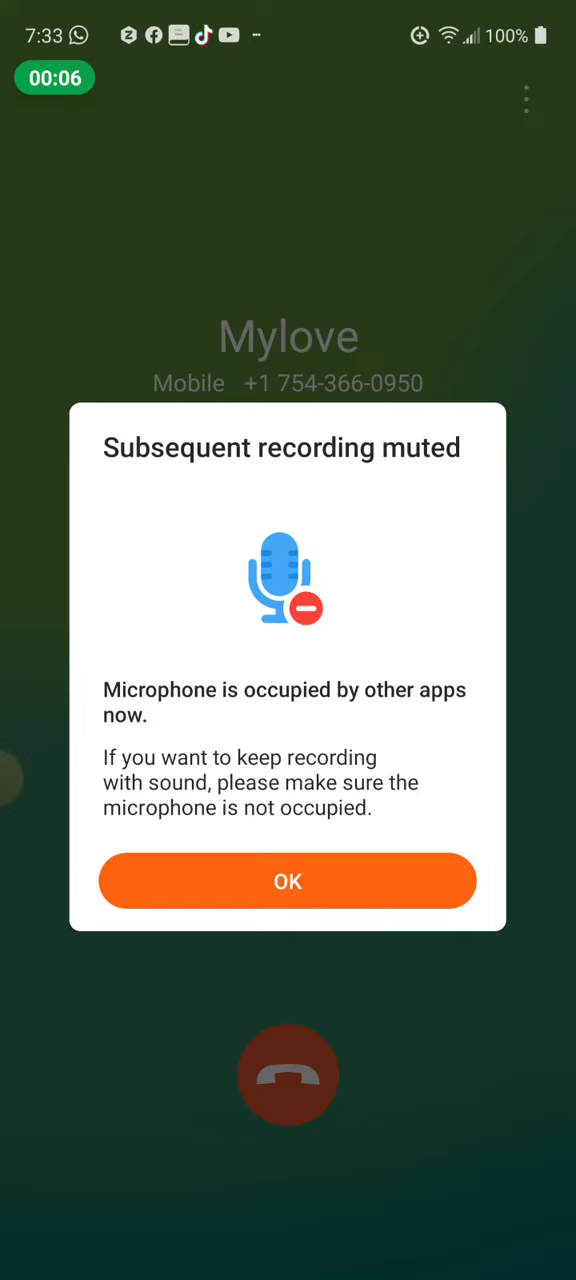 7:33 100%
00:06
Mylove
Mobile +1 754-366-0950
Subsequent recording muted
Microphone is occupied by other apps
now.
If you want to keep recording
with sound, please make sure the
microphone is not occupied.
OK